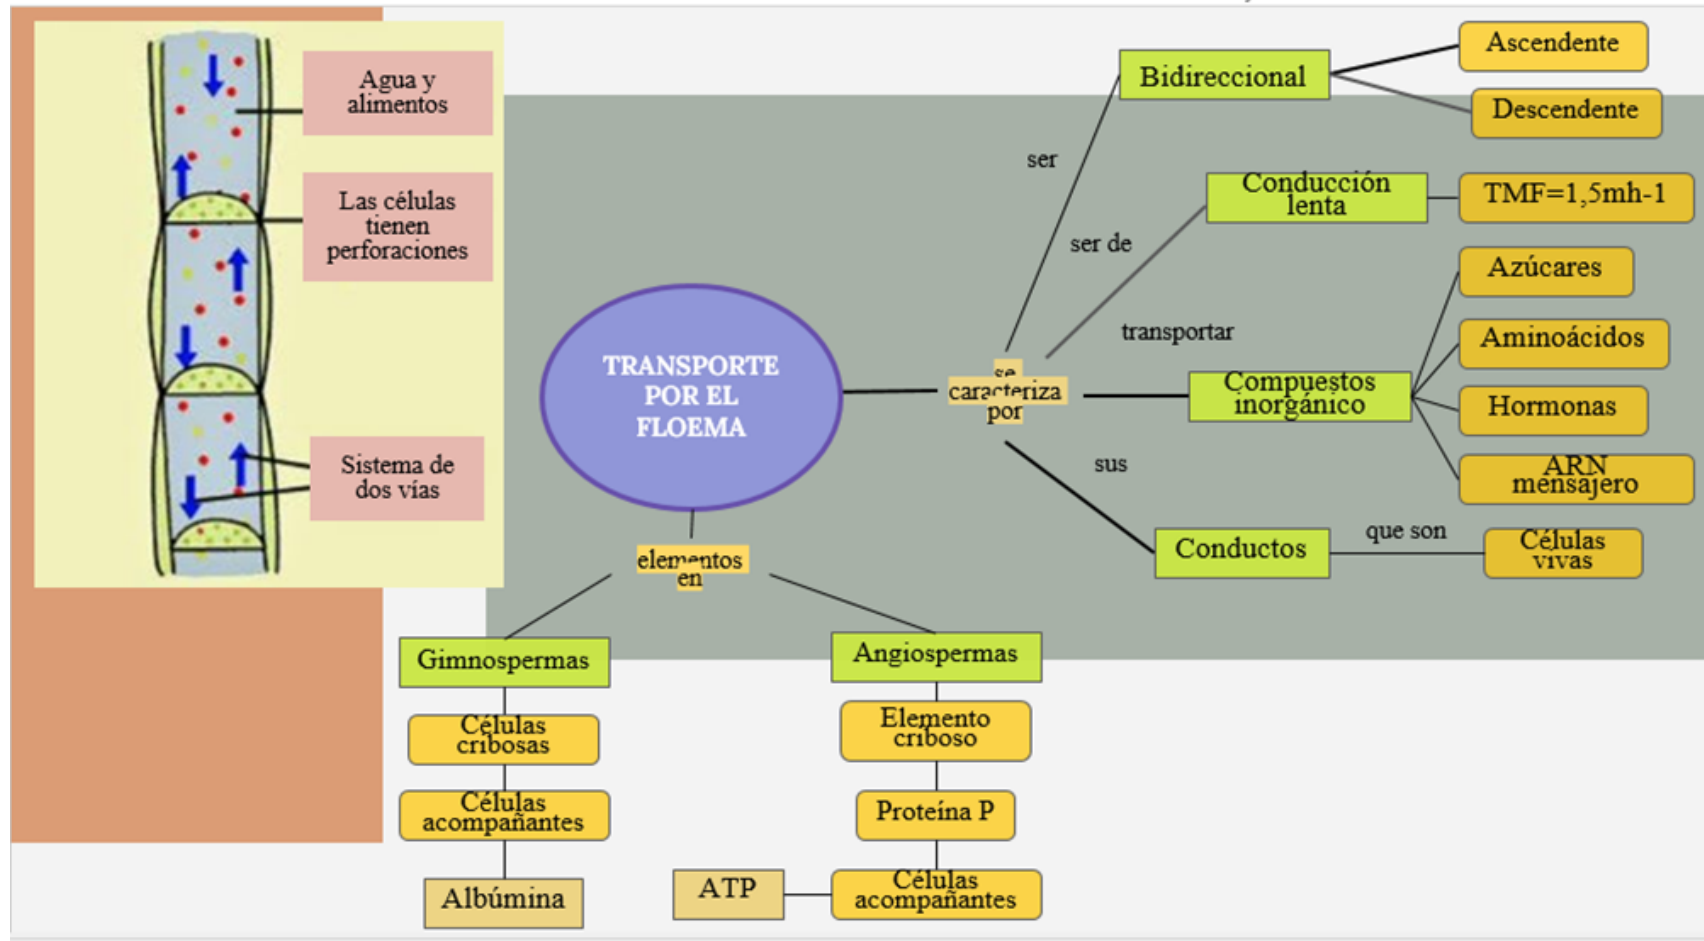 Agua y
alimentos
Las células
tienen
perforaciones
Sistema de
dos vías
TRANSPORTE
POR EL
FLOEMA
se
caracteriza
por
ser
Bidireccional
Ascendente
Descendente
ser de
Conducción
lenta
TMF=1,5mh-1
transportar
Compuestos
inorgánico
Azúcares
Aminoácidos
Hormonas
ARN
mensajero
sus
Conductos
que son
Células
vivas
elementos
en
Gimnospermas
Células
cribosas
Células
acompañantes
Albúmina
Angiospermas
Elemento
criboso
Proteína P
Células
acompañantes
ATP